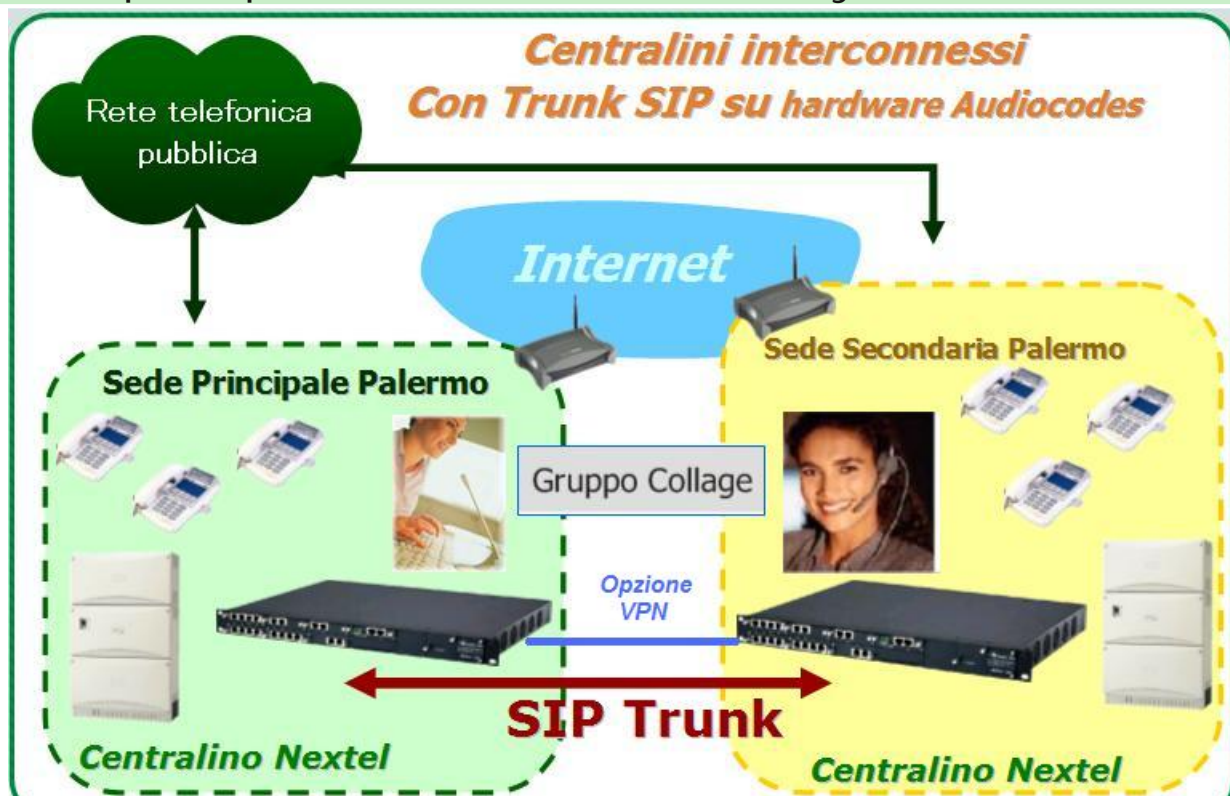 Centralini interconnessi
Con Trunk SIP su hardware Audiocodes
Rete telefonica
pubblica
Internet
Sede Principale Palermo
Sede Secondaria Palermo
Gruppo Collage
Opzione
VPN
SIP Trunk
Centralino Nextel
Centralino Nextel